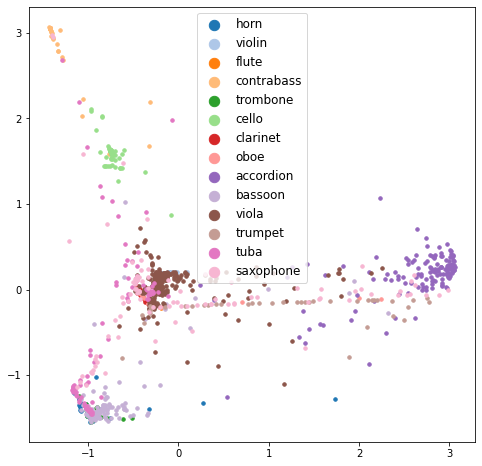 horn
violin
flute
contrabass
trombone
cello
clarinet
oboe
accordion
bassoon
viola
trumpet
tuba
saxophone
3
2
1
0
−1
−1
0
1
2
3